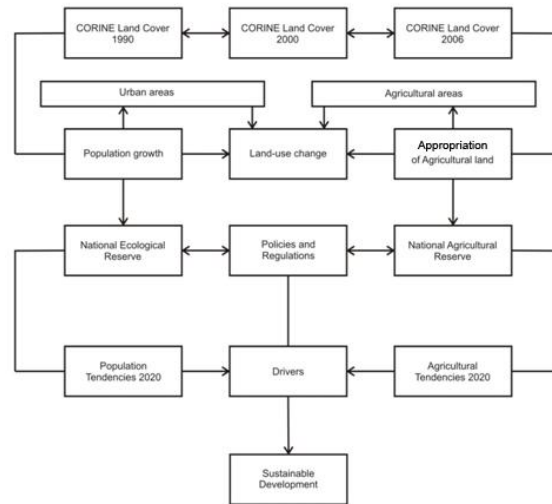 CORINE Land Cover
1990
CORINE Land Cover
2000
CORINE Land Cover
2006
Urban areas
Agricultural areas
Population growth
Land-use change
Appropriation
of Agricultural land
National Ecological
Reserve
Policies and
Regulations
National Agricultural
Reserve
Population
Tendencies 2020
Drivers
Agricultural
Tendencies 2020
Sustainable
Development